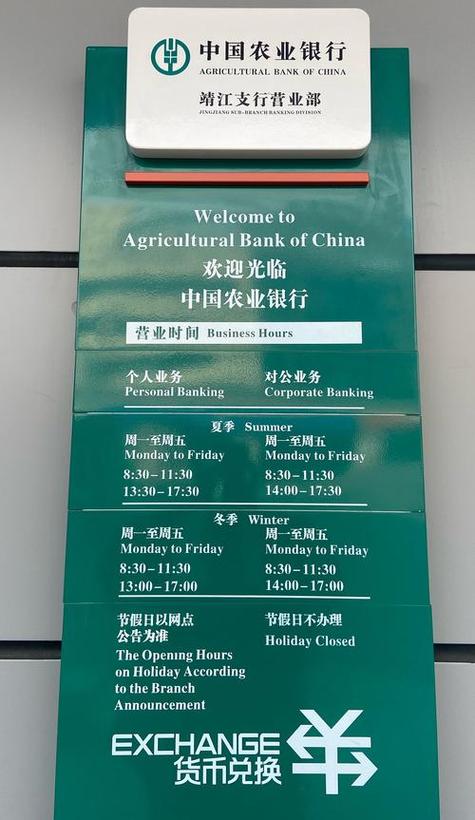 中国农业银行
AGRICULTURAL BANK OF CHINA
靖江支行营业部
JINGJIANG SUB-BRANCH BANKING DIVISION
Welcome to
Agricultural Bank of China
欢迎光临
中国农业银行
营业时间 Business Hours
个人业务 对公业务
Personal Banking Corporate Banking
夏季 Summer
周一至周五 周一至周五
Monday to Friday Monday to Friday
8:30-11:30 8:30-11:30
13:30-17:30 14:00-17:30
冬季 Winter
周一至周五 周一至周五
Monday to Friday Monday to Friday
8:30-11:30 8:30-11:30
13:00-17:00 14:00-17:00
节假日以网点
公告为准
The Opening Hours
on Holiday According
to the Branch
Announcement
节假日不办理
Holiday Closed
EXCHANGE
货币兑换